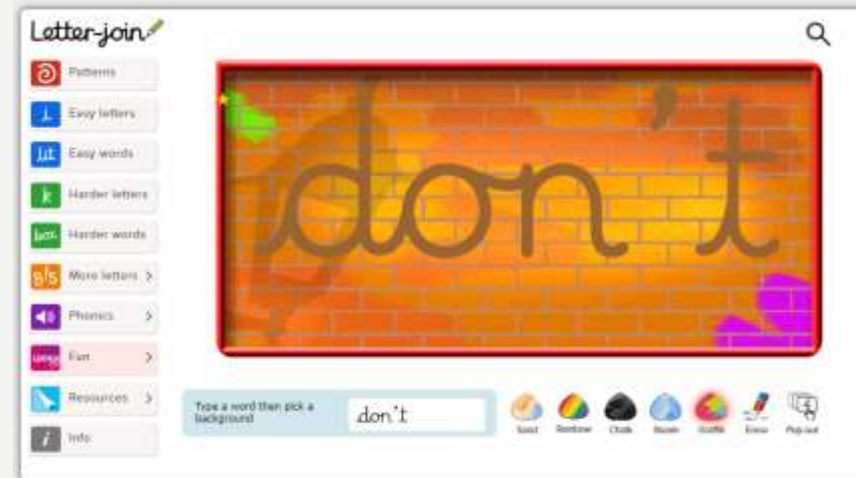 Letter-join
Patterns
Easy letters
Easy words
Harder letters
Harder words
More letters
Phonics
Fun
Resources
Info
don't
Type a word then pick a
background
don't
Sand
Rainbow
Chalk
Graffiti
Erase
Pop out